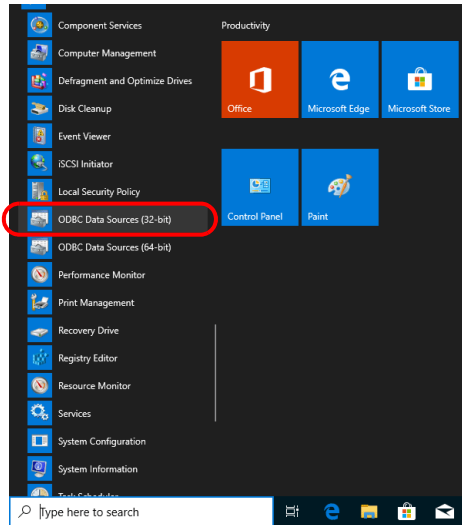 Component Services
Computer Management
Defragment and Optimize Drives
Disk Cleanup
Event Viewer
iSCSI Initiator
Local Security Policy
ODBC Data Sources (32-bit)
ODBC Data Sources (64-bit)
Performance Monitor
Print Management
Recovery Drive
Registry Editor
Resource Monitor
Services
System Configuration
System Information
Task Scheduler
Productivity
Office
Microsoft Edge
Microsoft Store
Control Panel
Paint
Type here to search